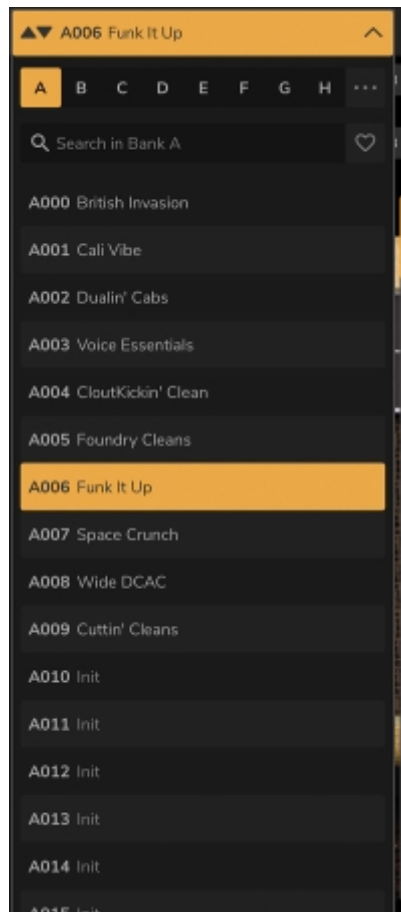 A006 Funk It Up
A B C D E F G H ...
Search in Bank A
A000 British Invasion
A001 Cali Vibe
A002 Dualin' Cabs
A003 Voice Essentials
A004 CloutKickin' Clean
A005 Foundry Cleans
A006 Funk It Up
A007 Space Crunch
A008 Wide DCAC
A009 Cuttin' Cleans
A010 Init
A011 Init
A012 Init
A013 Init
A014 Init
A015 Init